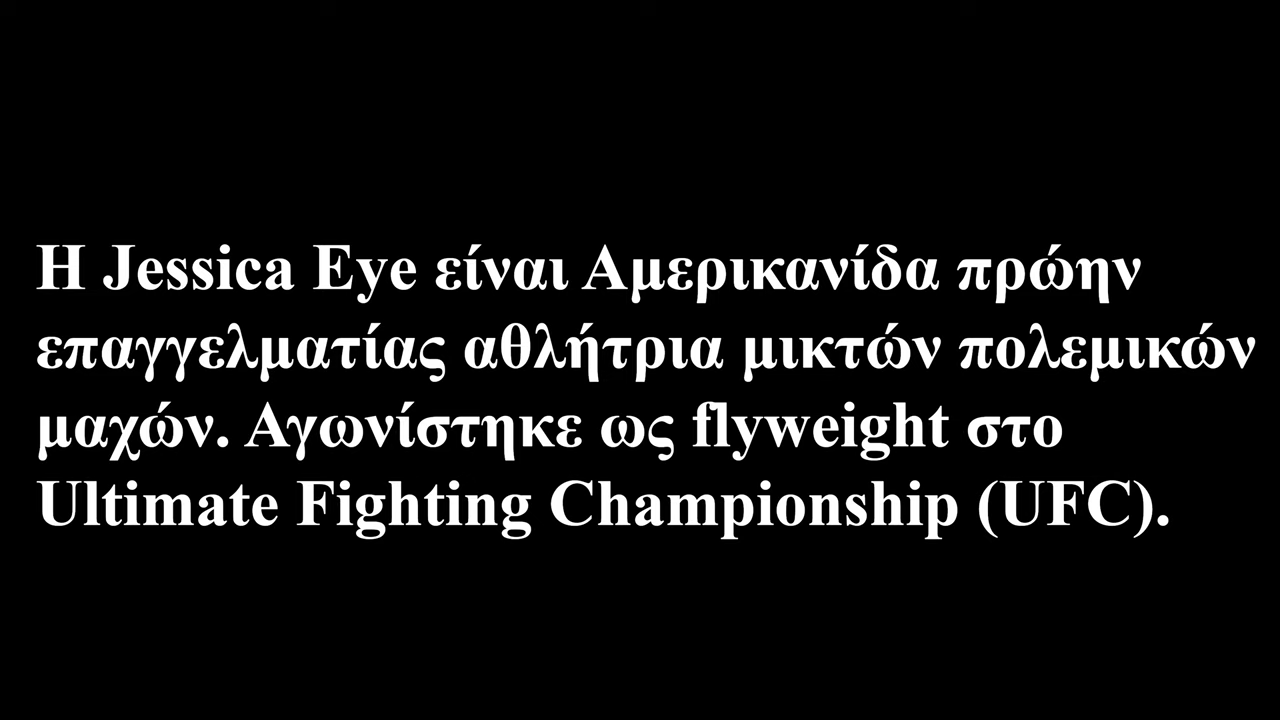 Η Jessica Eye είναι Αμερικανίδα πρώην
επαγγελματίας αθλήτρια μικτών πολεμικών
μαχών. Αγωνίστηκε ως flyweight στο
Ultimate Fighting Championship (UFC).